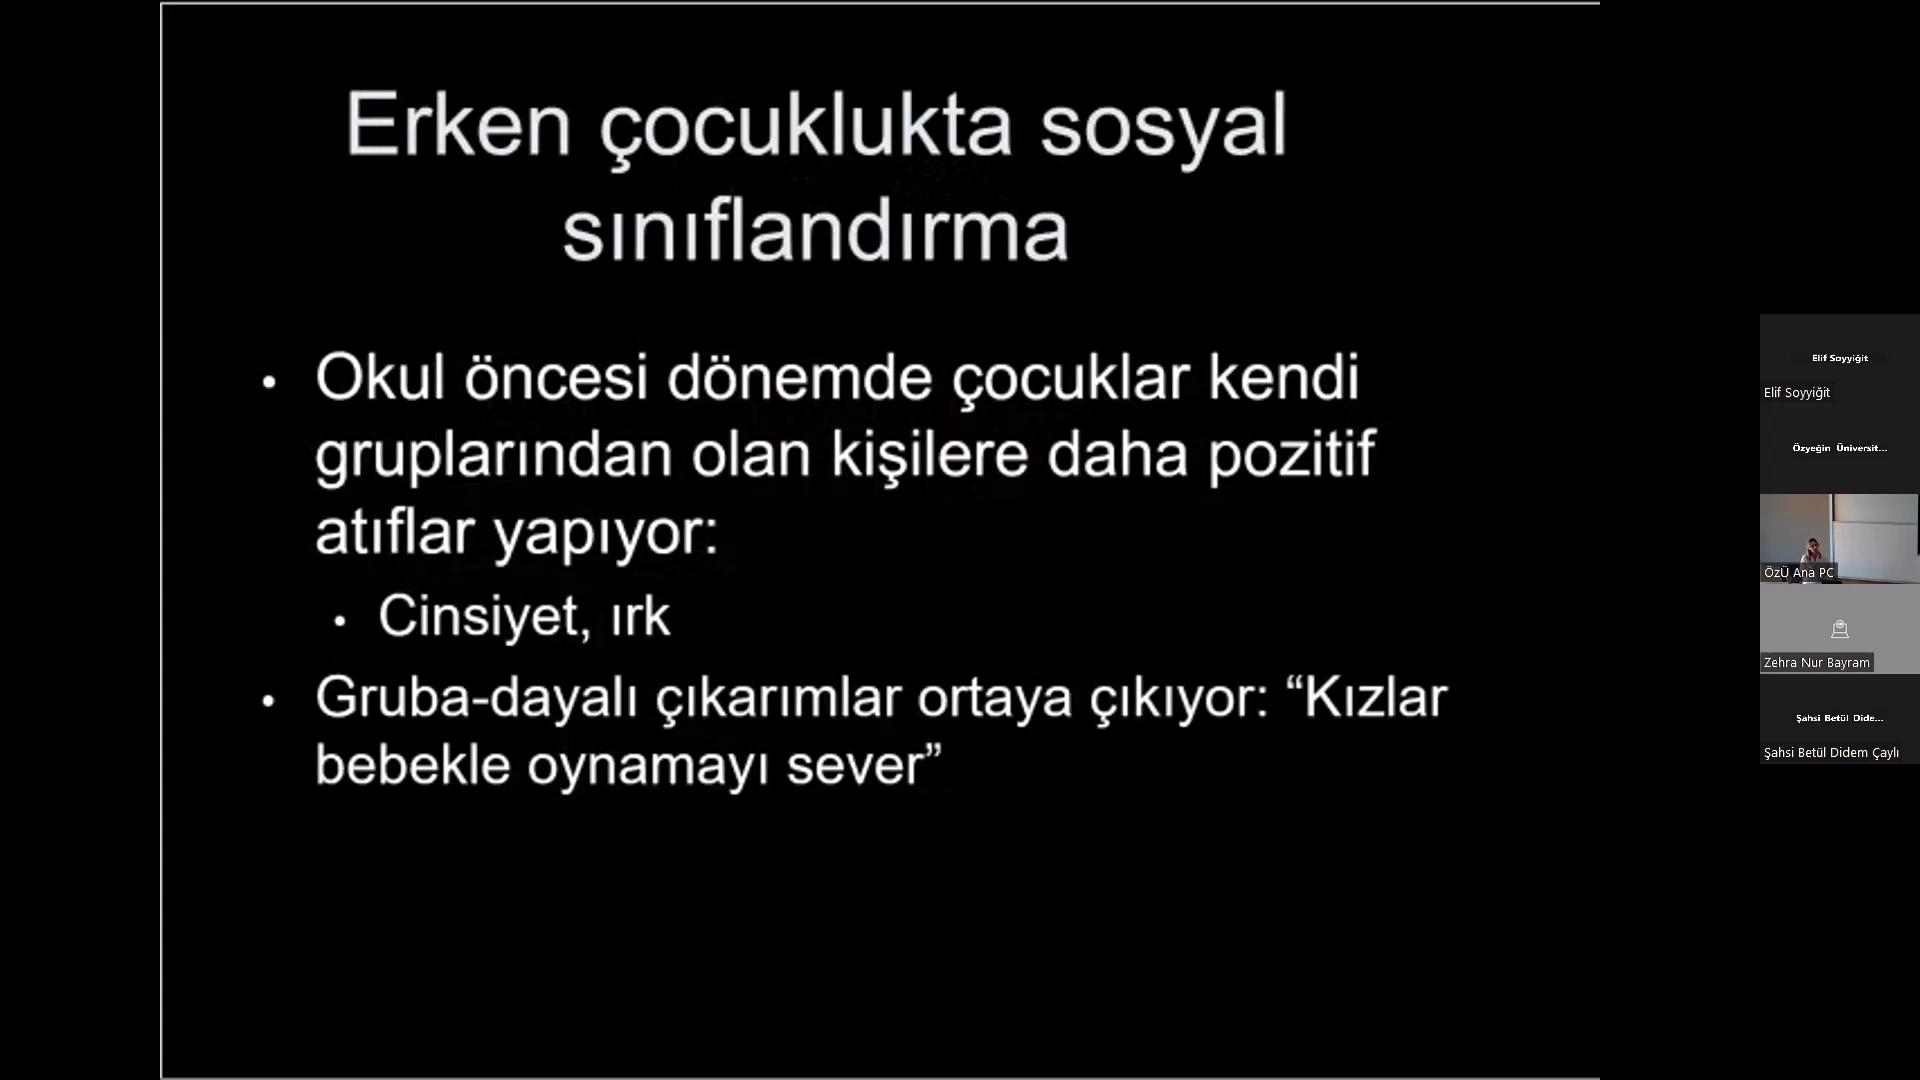 Erken çocuklukta sosyal
sınıflandırma
• Okul öncesi dönemde çocuklar kendi
gruplarından olan kişilere daha pozitif
atıflar yapıyor:
• Cinsiyet, ırk
• Gruba-dayalı çıkarımlar ortaya çıkıyor: “Kızlar
bebekle oynamayı sever”
Elif Soyyiğit
Elif Soyyiğit
Özyeğin Üniversit...
ÖzÜ Ana PC
Zehra Nur Bayram
Şahsi Betül Dide...
Şahsi Betül Didem Çaylı